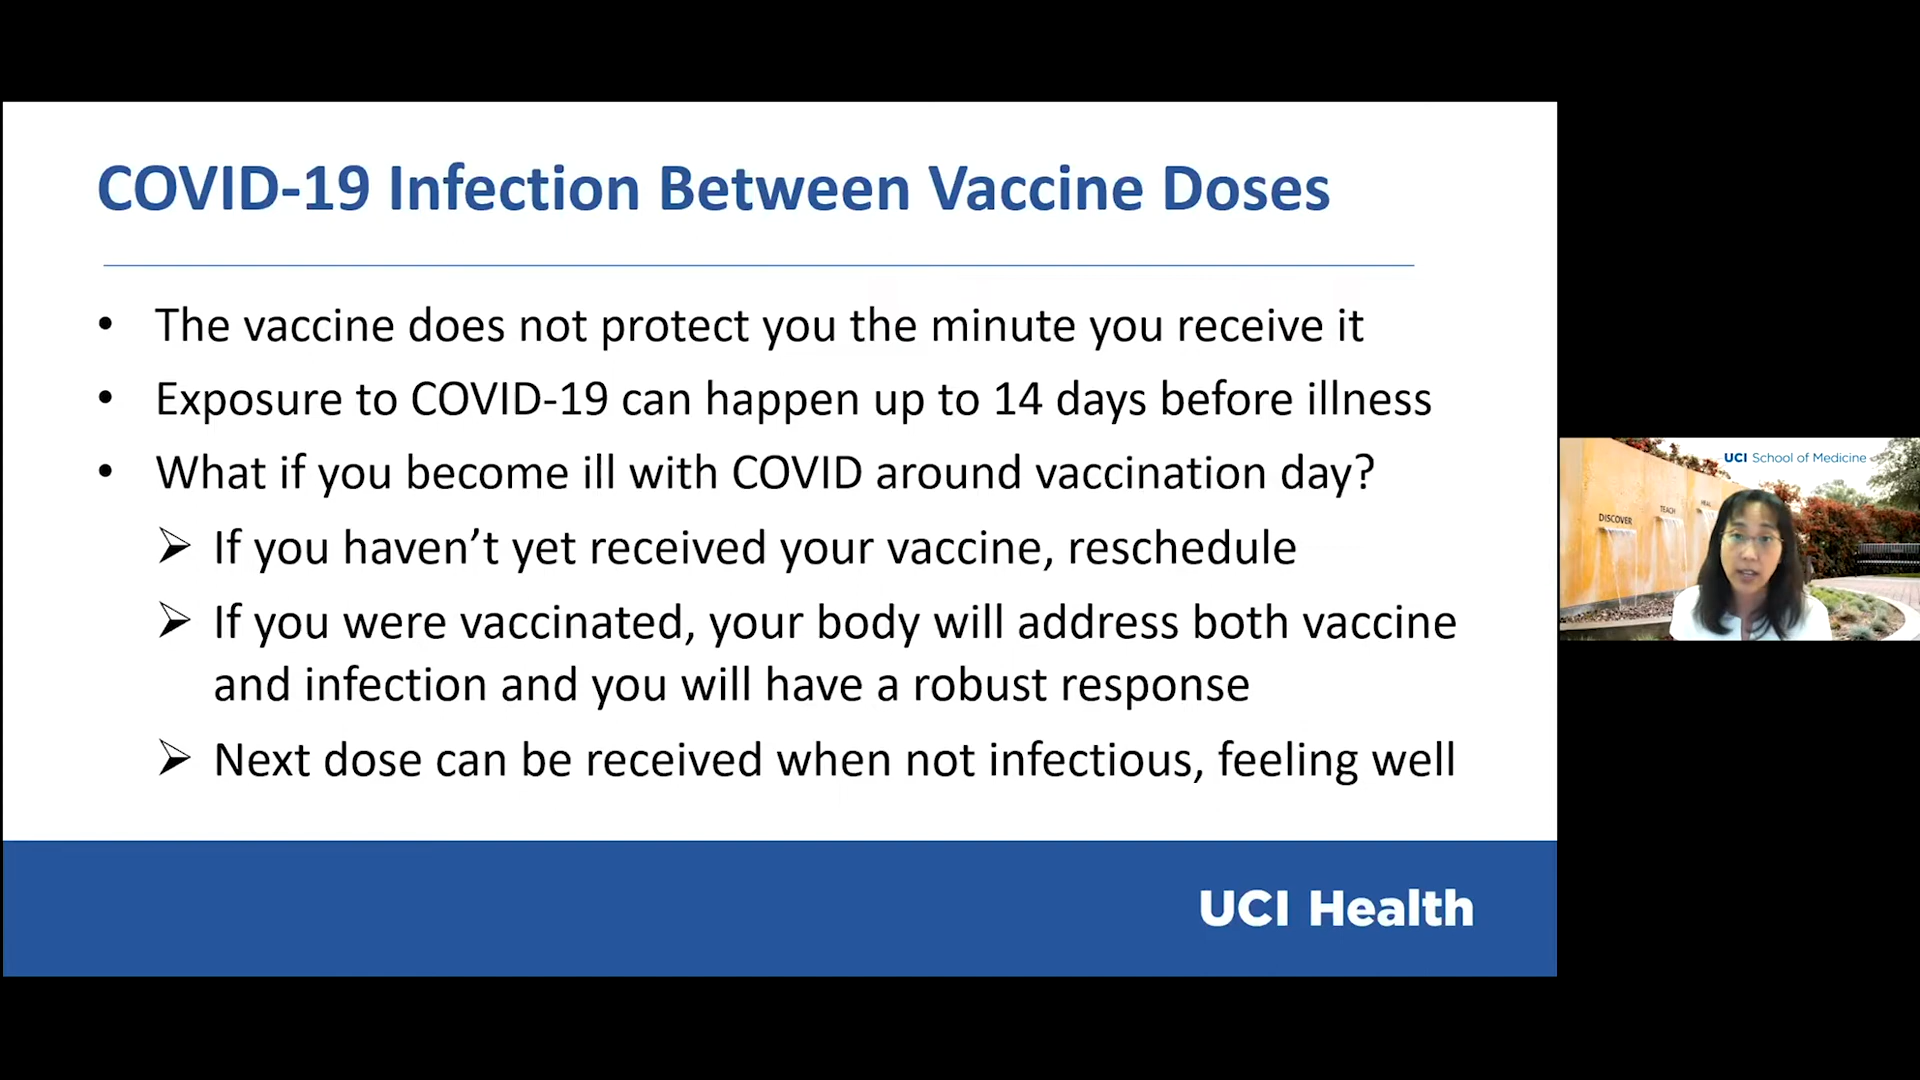 COVID-19 Infection Between Vaccine Doses
• The vaccine does not protect you the minute you receive it
• Exposure to COVID-19 can happen up to 14 days before illness
• What if you become ill with COVID around vaccination day?
➢ If you haven’t yet received your vaccine, reschedule
➢ If you were vaccinated, your body will address both vaccine
and infection and you will have a robust response
➢ Next dose can be received when not infectious, feeling well
UCI Health
UCI School of Medicine
DISCOVER
TEACH
HEAL